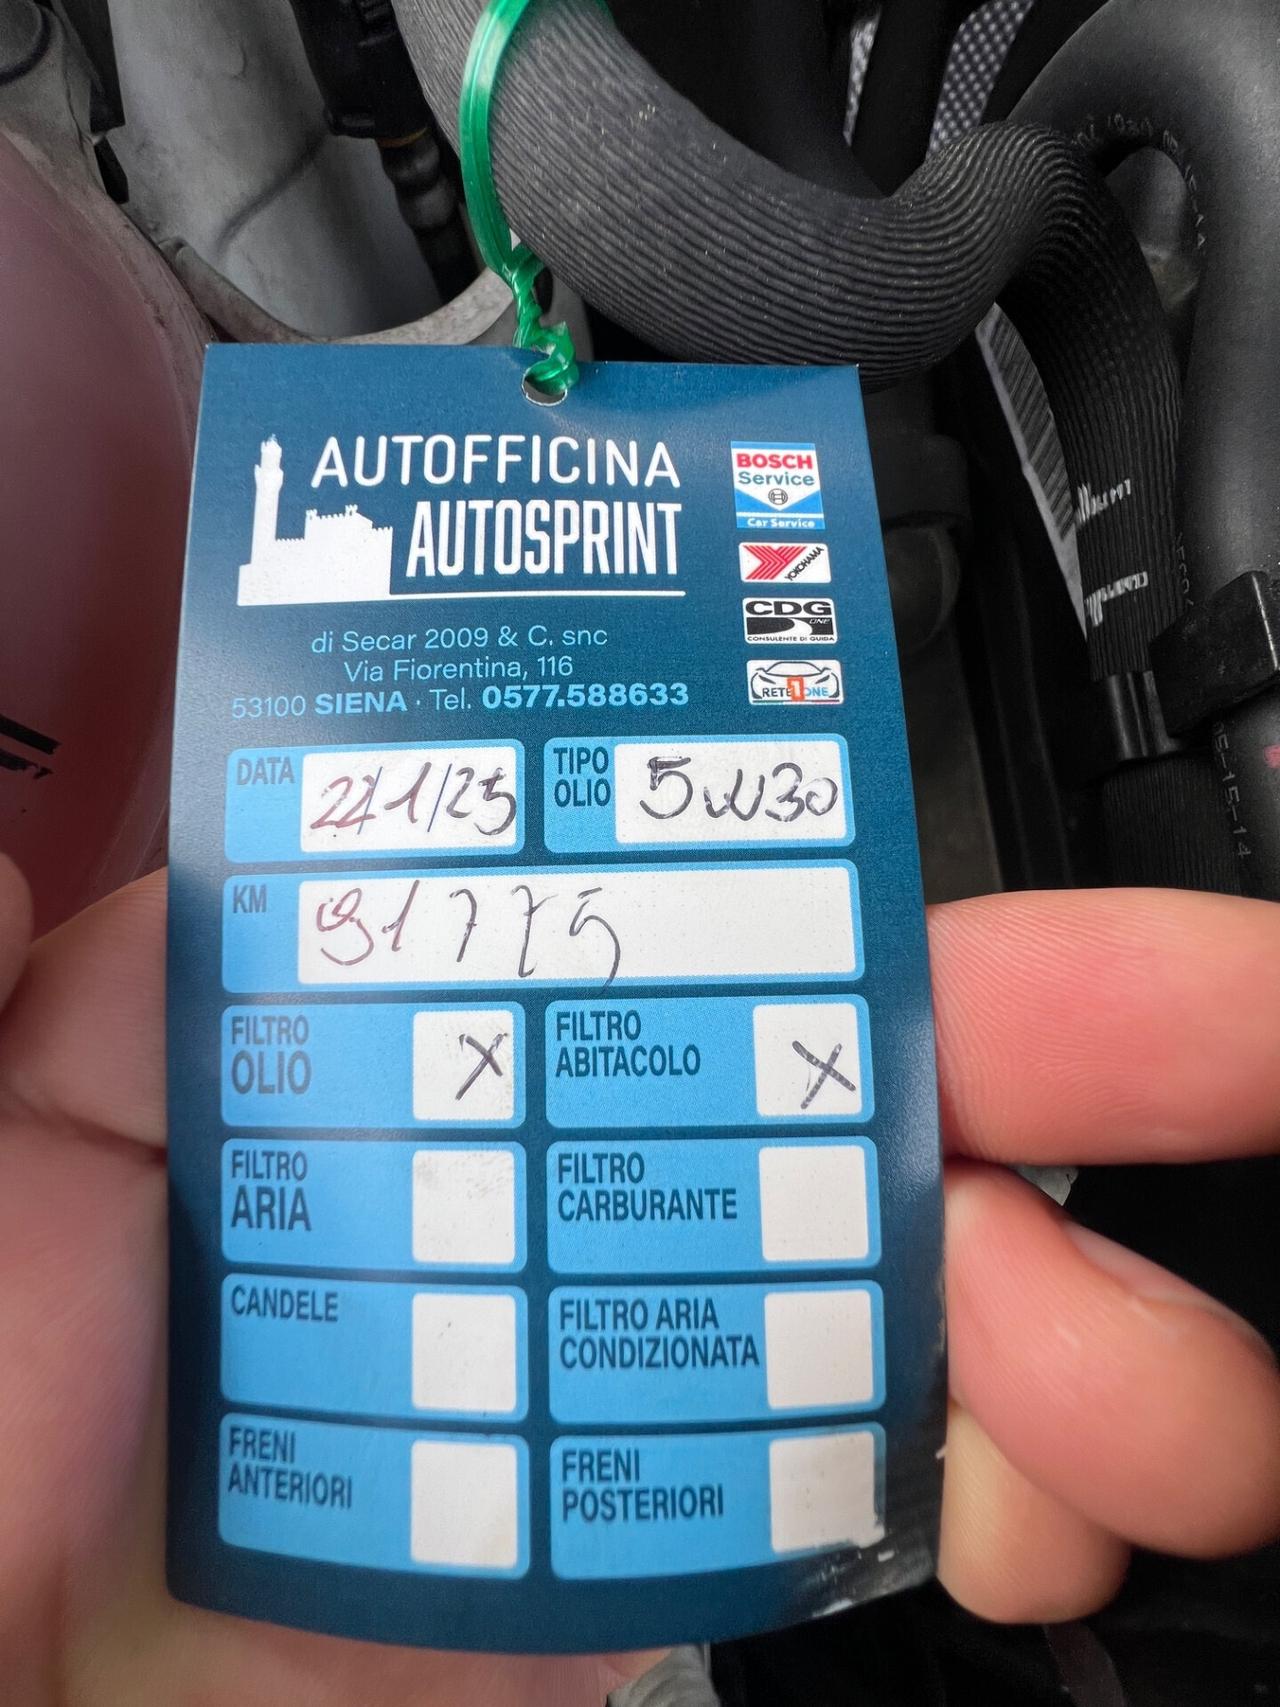 AUTOFFICINA
AUTOSPRINT
di Secar 2009 & C. snc
Via Fiorentina, 116
53100 SIENA · Tel. 0577.588633
BOSCH
Service
Car Service
YOKOHAMA
CDG
ONE
CONSULENTE DI GUIDA
RETE1ONE
DATA 22/1/25
TIPO OLIO 5W30
KM 91775
FILTRO OLIO X
FILTRO ABITACOLO X
FILTRO ARIA
FILTRO CARBURANTE
CANDELE
FILTRO ARIA CONDIZIONATA
FRENI ANTERIORI
FRENI POSTERIORI